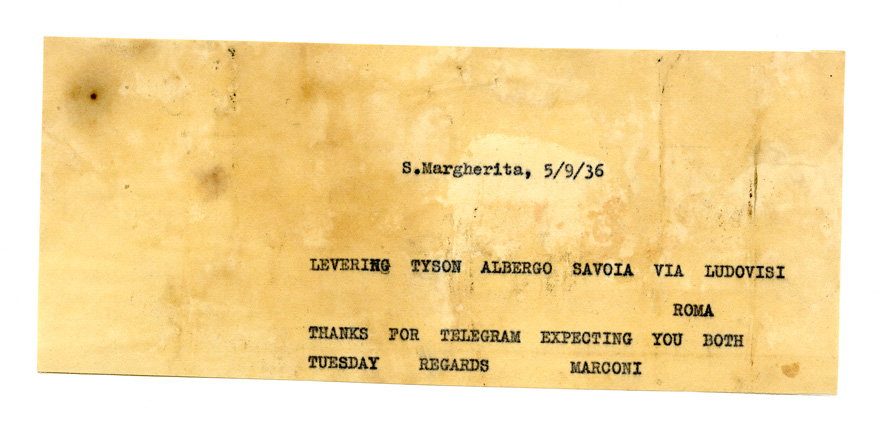 S.Margherita, 5/9/36
LEVERING TYSON ALBERGO SAVOIA VIA LUDOVISI
ROMA
THANKS FOR TELEGRAM EXPECTING YOU BOTH
TUESDAY REGARDS MARCONI